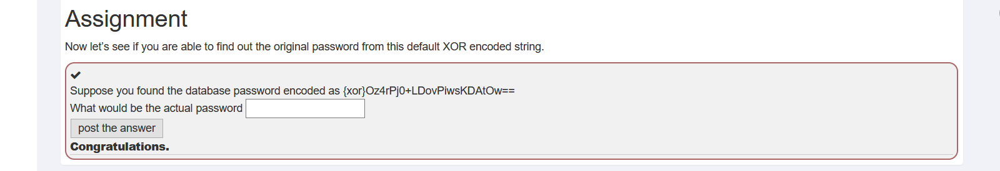 Assignment
Now let’s see if you are able to find out the original password from this default XOR encoded string.
Suppose you found the database password encoded as {xor}Oz4rPj0+LDovPiwsKDAtOw==
What would be the actual password
post the answer
Congratulations.